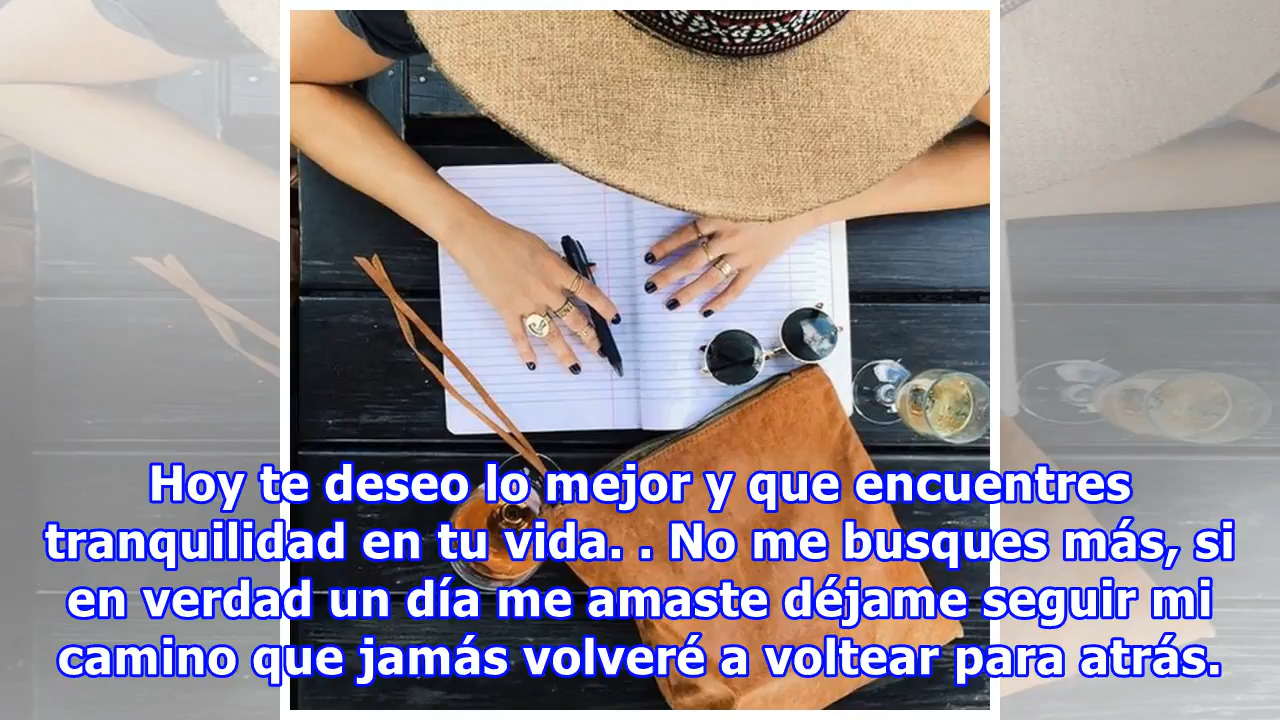 Hoy te deseo lo mejor y que encuentres
tranquilidad en tu vida. . No me busques más, si
en verdad un día me amaste déjame seguir mi
camino que jamás volveré a voltear para atrás.